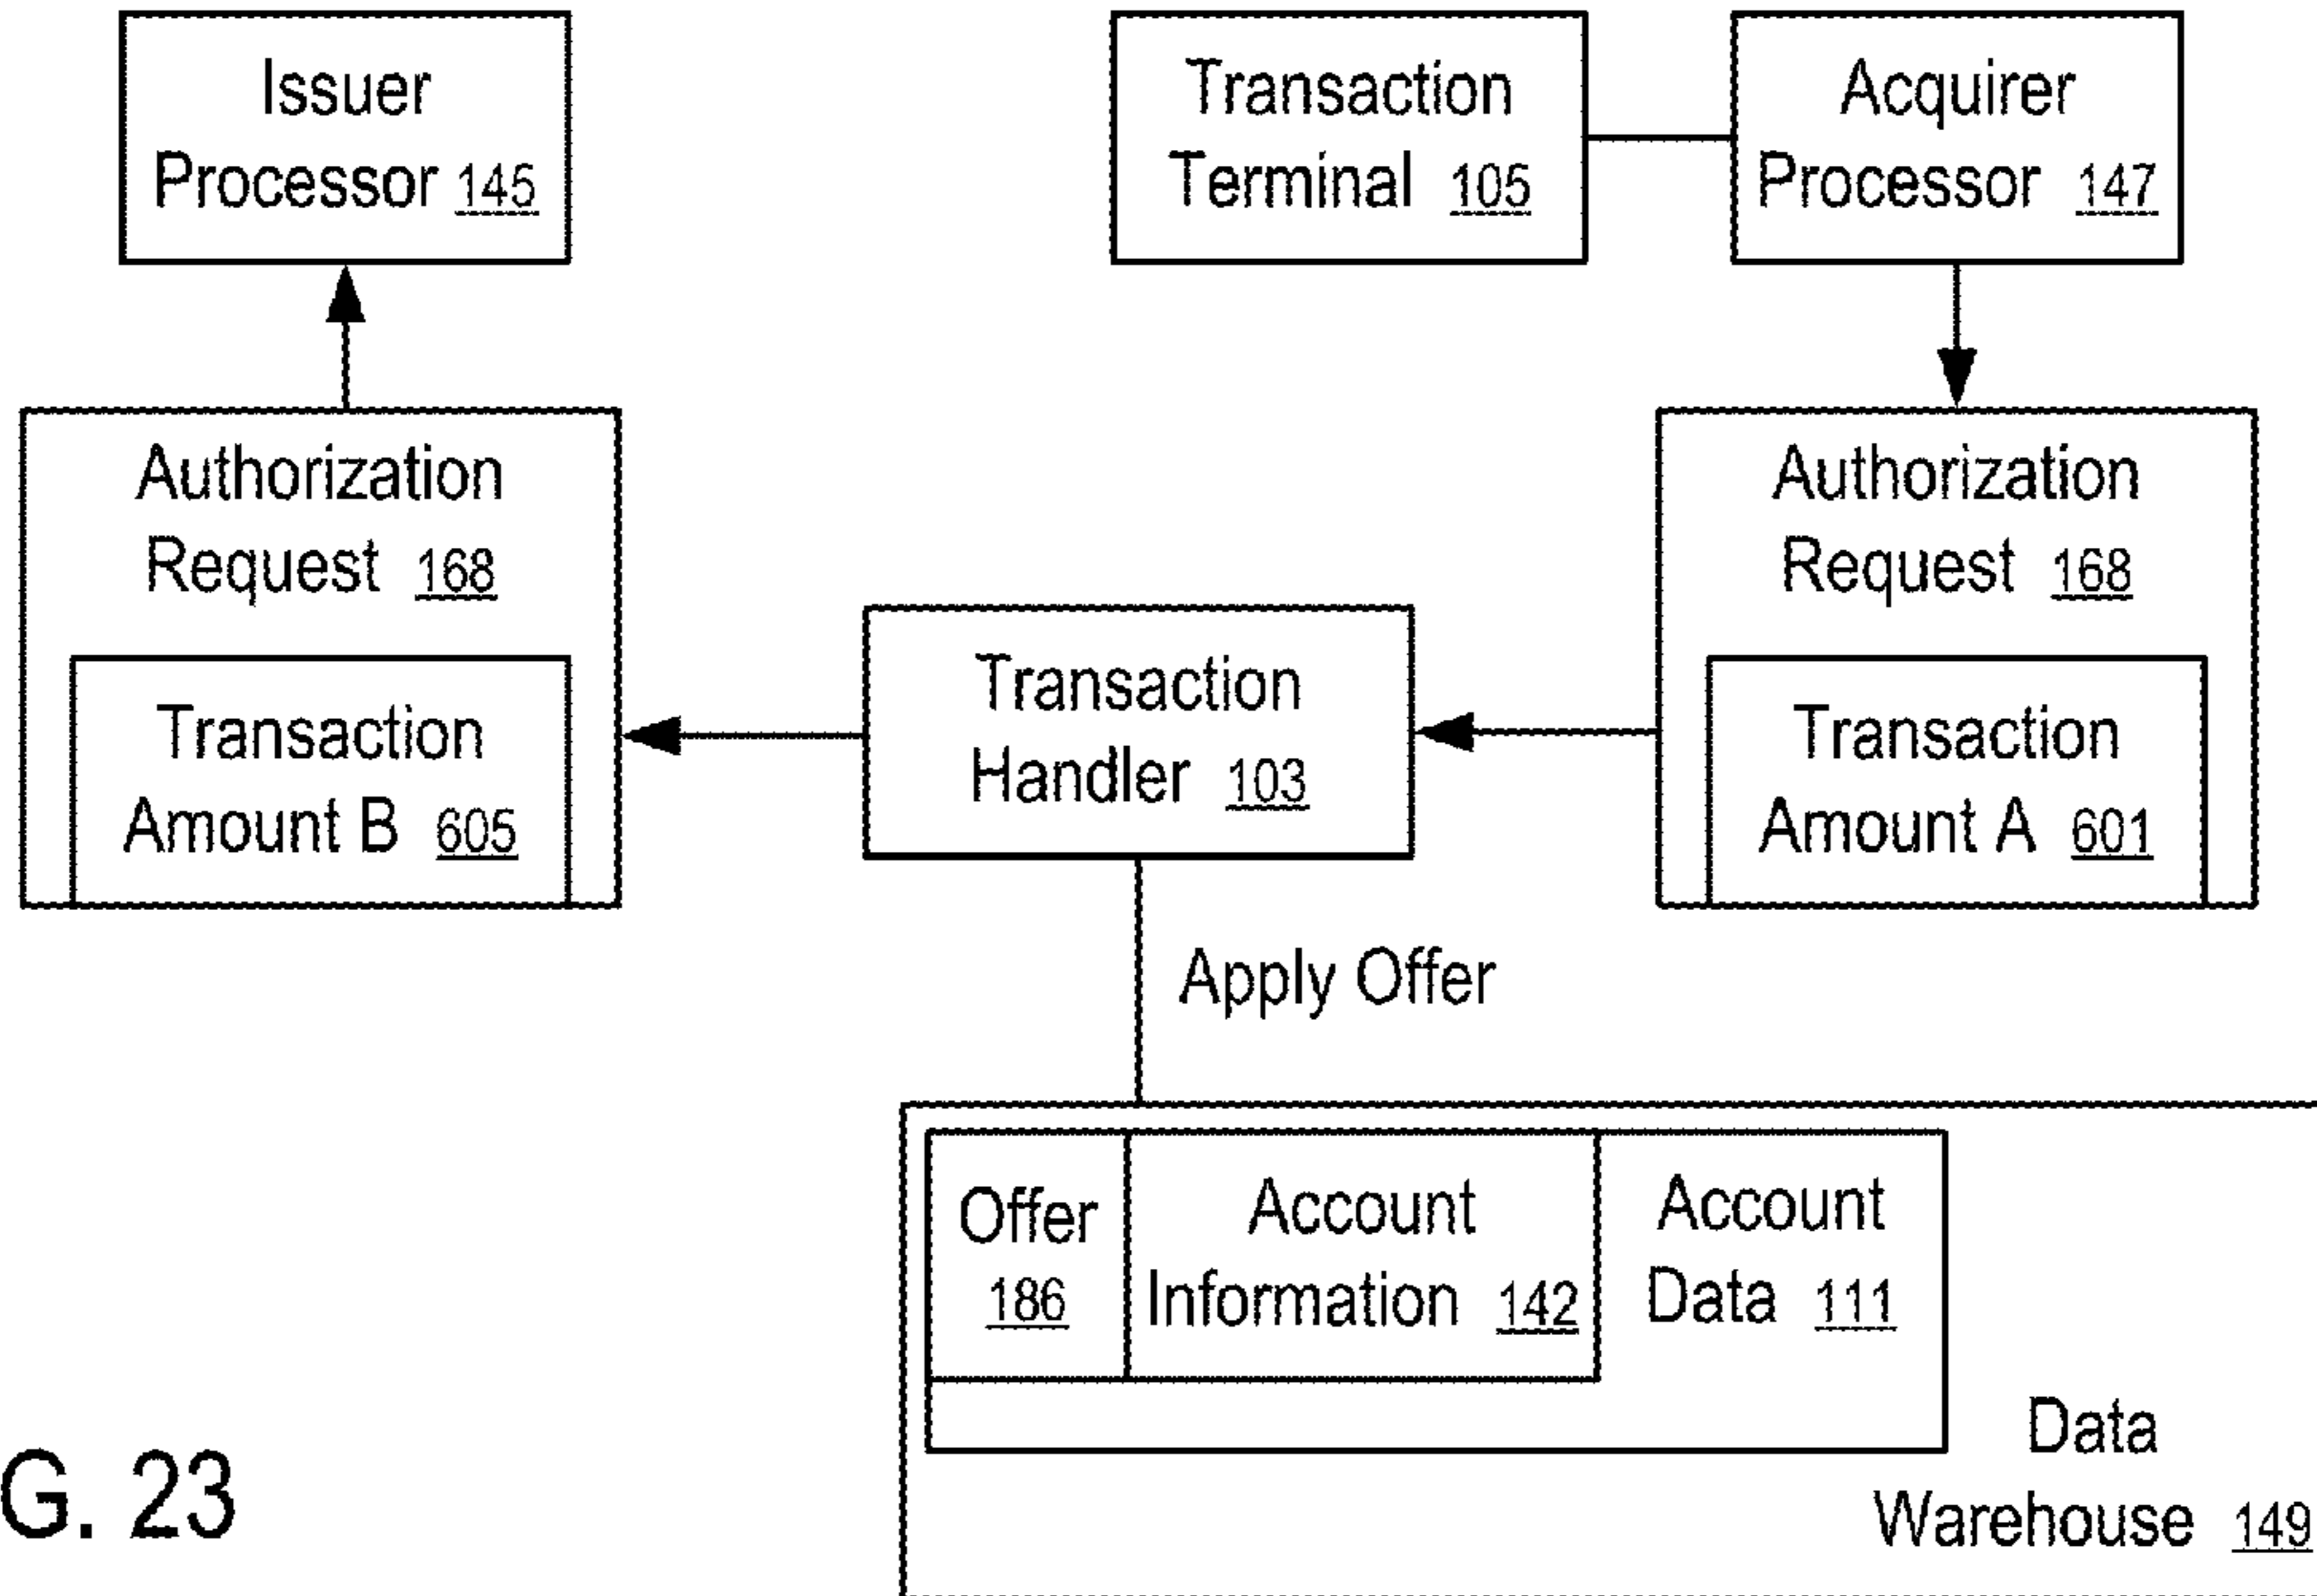 Issuer
Processor 145
Transaction
Terminal 105
Acquirer
Processor 147
Authorization
Request 168
Transaction
Amount B 605
Transaction
Handler 103
Authorization
Request 168
Transaction
Amount A 601
Apply Offer
Offer
186
Account
Information 142
Account
Data 111
Data
Warehouse 149
G. 23